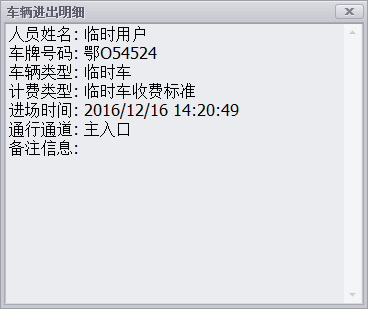 车辆进出明细
人员姓名: 临时用户
车牌号码: 鄂O54524
车辆类型: 临时车
计费类型: 临时车收费标准
进场时间: 2016/12/16 14:20:49
通行通道: 主入口
备注信息: